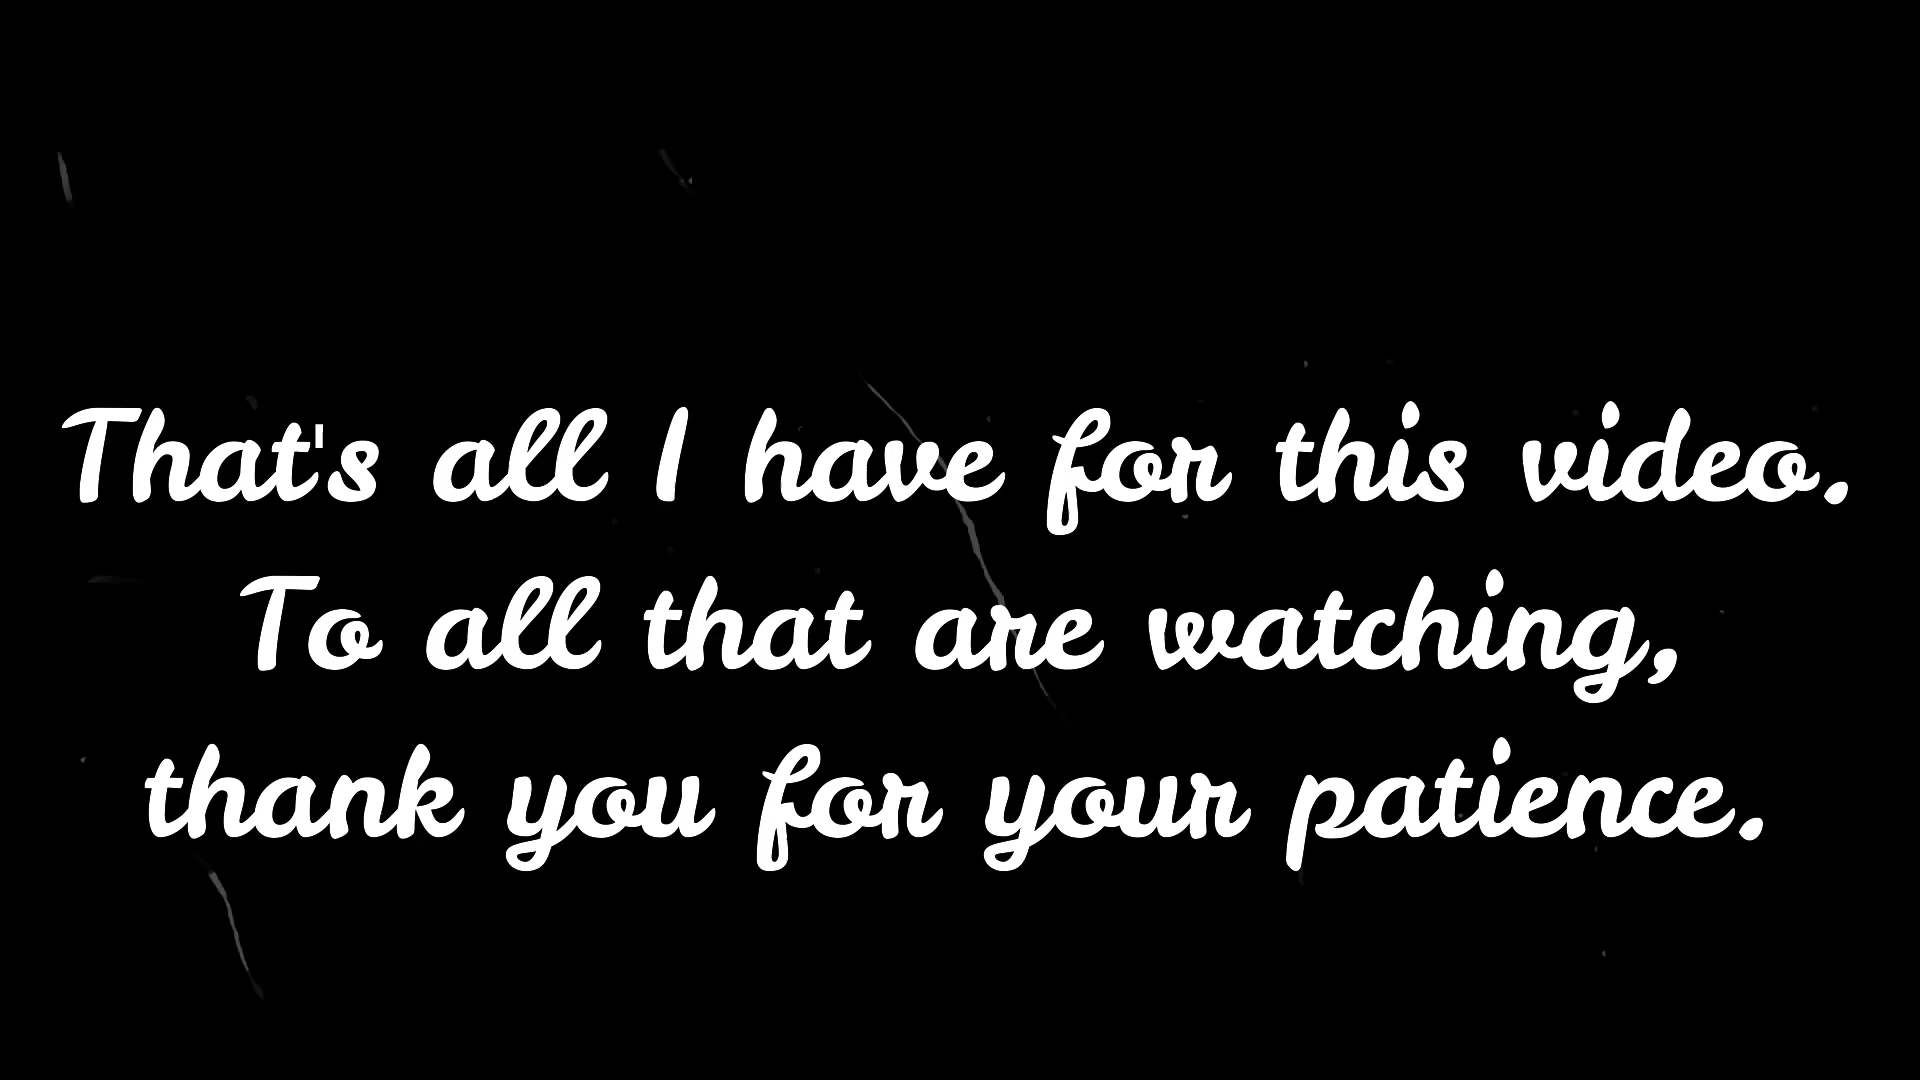 That's all I have for this video.
To all that are watching,
thank you for your patience.